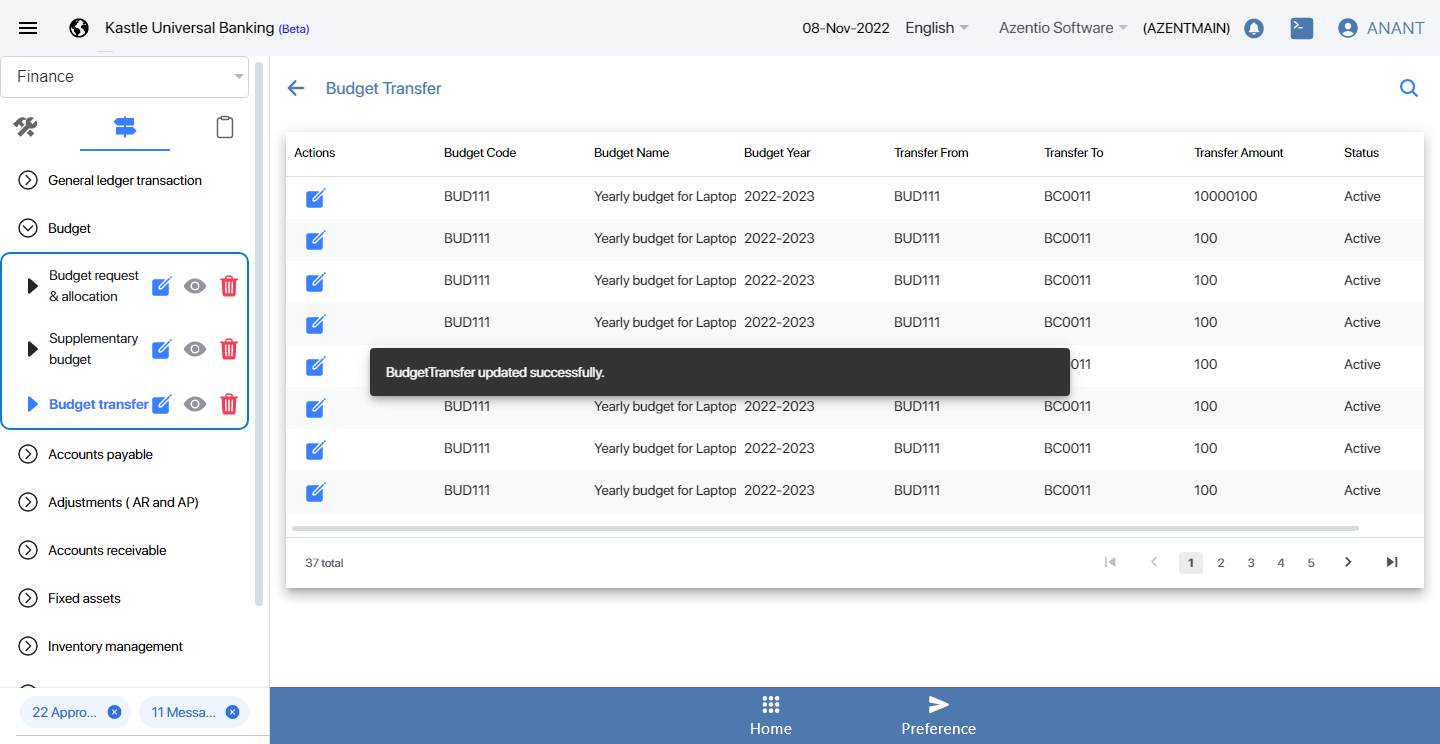 Kastle Universal Banking (Beta) 08-Nov-2022 English Azentio Software (AZENTMAIN) ANANT
Finance
General ledger transaction
Budget
Budget request
& allocation
Supplementary
budget
Budget transfer
Accounts payable
Adjustments ( AR and AP)
Accounts receivable
Fixed assets
Inventory management
22 Appro...
11 Messa...
Budget Transfer
Actions Budget Code Budget Name Budget Year Transfer From Transfer To Transfer Amount Status
BUD111 Yearly budget for Laptop 2022-2023 BUD111 BC0011 10000100 Active
BUD111 Yearly budget for Laptop 2022-2023 BUD111 BC0011 100 Active
BUD111 Yearly budget for Laptop 2022-2023 BUD111 BC0011 100 Active
BUD111 Yearly budget for Laptop 2022-2023 BUD111 BC0011 100 Active
011 100 Active
BudgetTransfer updated successfully.
BUD111 Yearly budget for Laptop 2022-2023 BUD111 BC0011 100 Active
BUD111 Yearly budget for Laptop 2022-2023 BUD111 BC0011 100 Active
BUD111 Yearly budget for Laptop 2022-2023 BUD111 BC0011 100 Active
37 total 1 2 3 4 5
Home Preference